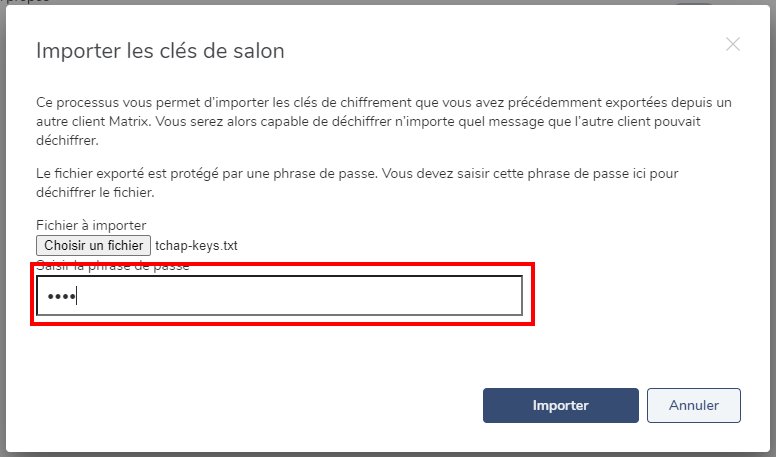 Importer les clés de salon
Ce processus vous permet d'importer les clés de chiffrement que vous avez précédemment exportées depuis un
autre client Matrix. Vous serez alors capable de déchiffrer n'importe quel message que l'autre client pouvait
déchiffrer.
Le fichier exporté est protégé par une phrase de passe. Vous devez saisir cette phrase de passe ici pour
déchiffrer le fichier.
Fichier à importer
Choisir un fichier tchap-keys.txt
Saisir la phrase de passe
••••
Importer Annuler